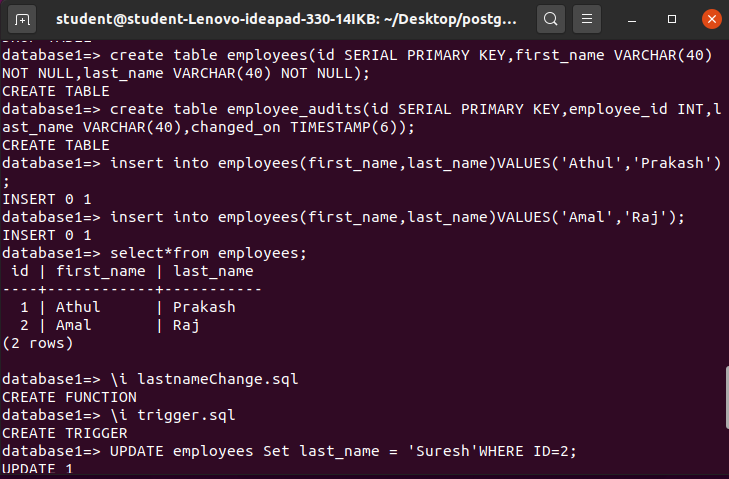 student@student-Lenovo-ideapad-330-14IKB: ~/Desktop/postg...
database1=> create table employees(id SERIAL PRIMARY KEY,first_name VARCHAR(40)
NOT NULL,last_name VARCHAR(40) NOT NULL);
CREATE TABLE
database1=> create table employee_audits(id SERIAL PRIMARY KEY,employee_id INT,l
ast_name VARCHAR(40),changed_on TIMESTAMP(6));
CREATE TABLE
database1=> insert into employees(first_name,last_name)VALUES('Athul','Prakash')
;
INSERT 0 1
database1=> insert into employees(first_name,last_name)VALUES('Amal','Raj');
INSERT 0 1
database1=> select*from employees;
 id | first_name | last_name
----+------------+-----------
  1 | Athul      | Prakash
  2 | Amal       | Raj
(2 rows)
database1=> \i lastnameChange.sql
CREATE FUNCTION
database1=> \i trigger.sql
CREATE TRIGGER
database1=> UPDATE employees Set last_name = 'Suresh'WHERE ID=2;
UPDATE 1